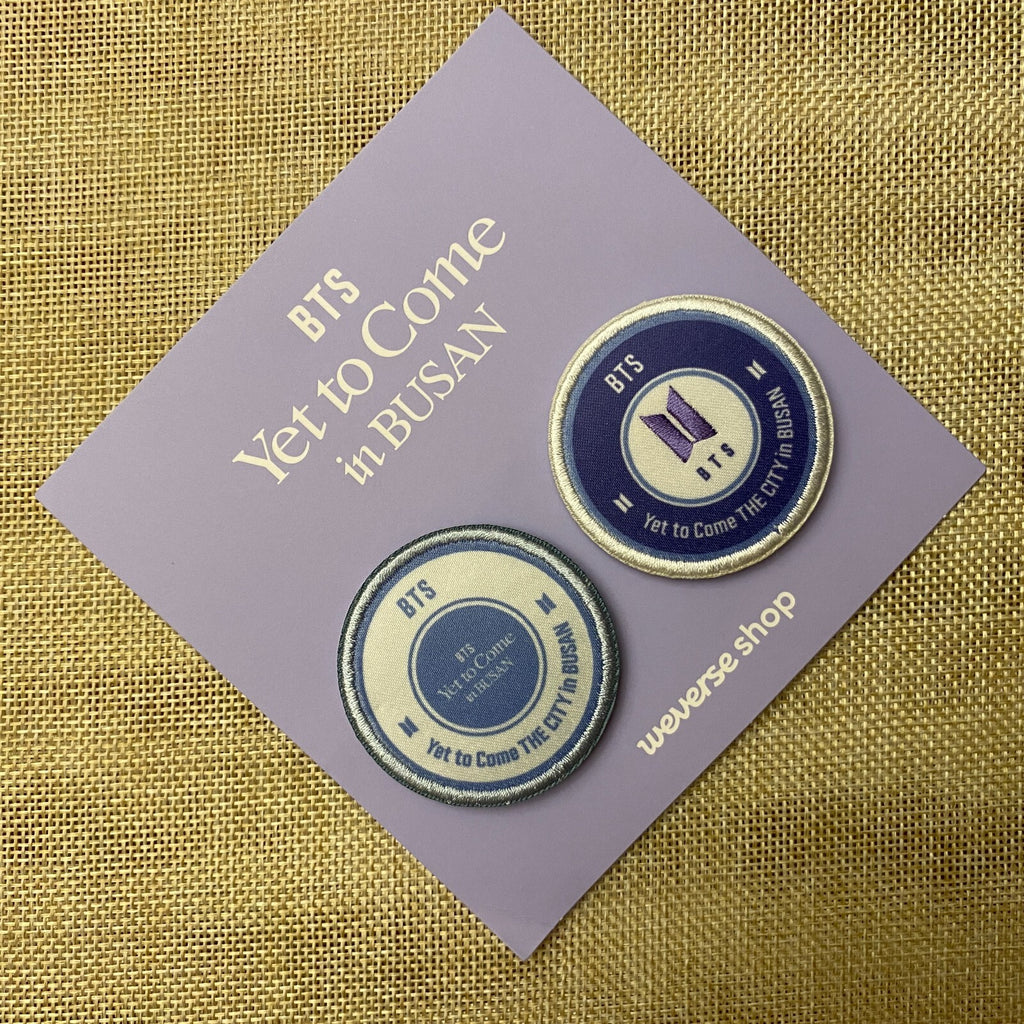 BTS
Yet to Come
in BUSAN
BTS
BTS
Yet to Come THE CITY in BUSAN
BTS
BTS
Yet to Come
in BUSAN
Yet to Come THE CITY in BUSAN
weverse shop